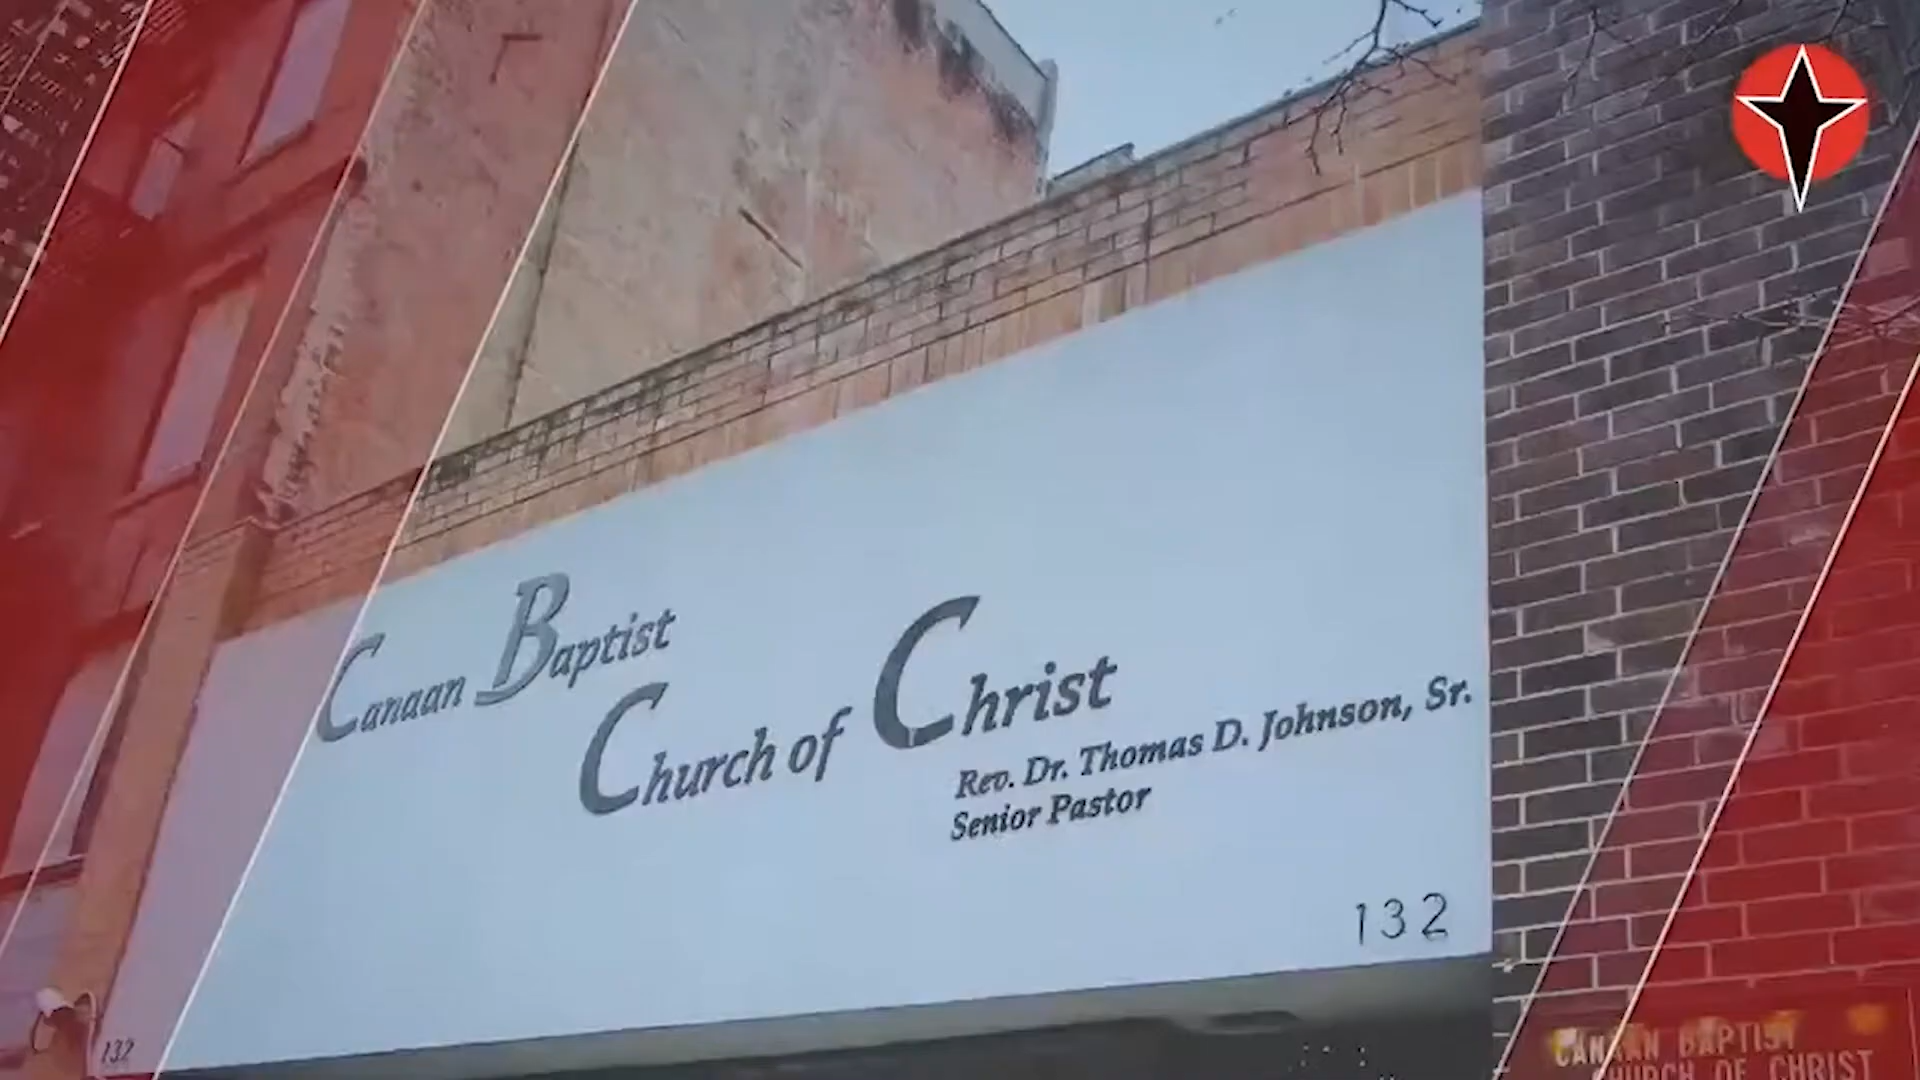 Canaan Baptist
Church of Christ
Rev. Dr. Thomas D. Johnson, Sr.
Senior Pastor
132
132
CANAAN BAPTIST
CHURCH OF CHRIST